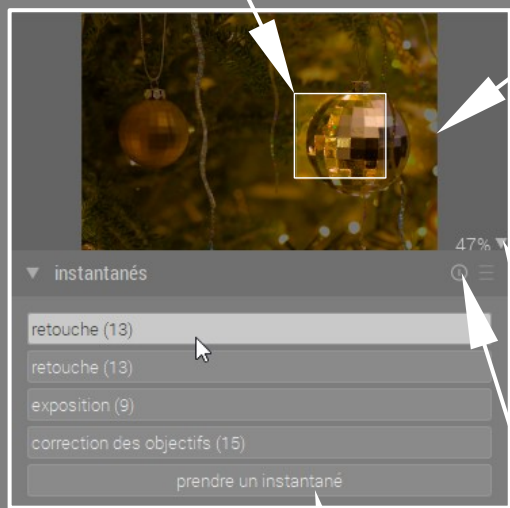 47%
instantanés
retouche (13)
retouche (13)
exposition (9)
correction des objectifs (15)
prendre un instantané